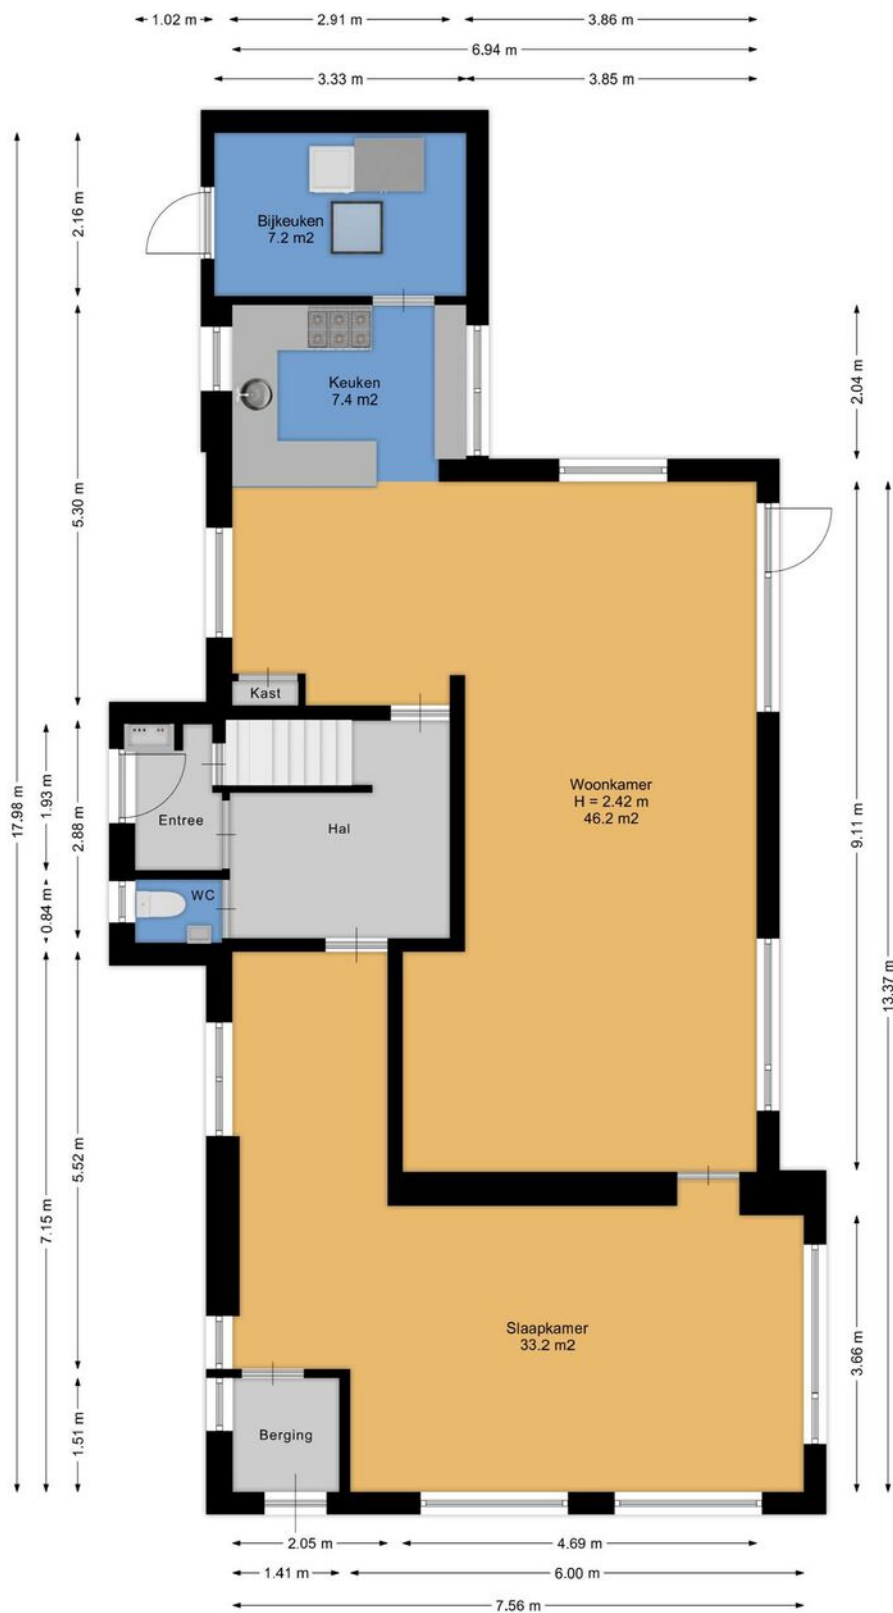 1.02 m
2.91 m
3.86 m
6.94 m
3.33 m
3.85 m
2.16 m
Bijkeuken
7.2 m2
Keuken
7.4 m2
2.04 m
5.30 m
Kast
17.98 m
1.93 m
2.88 m
Entree
Hal
Woonkamer
H = 2.42 m
46.2 m2
9.11 m
0.84 m
WC
13.37 m
7.15 m
5.52 m
Slaapkamer
33.2 m2
3.66 m
1.51 m
Berging
2.05 m
4.69 m
1.41 m
6.00 m
7.56 m